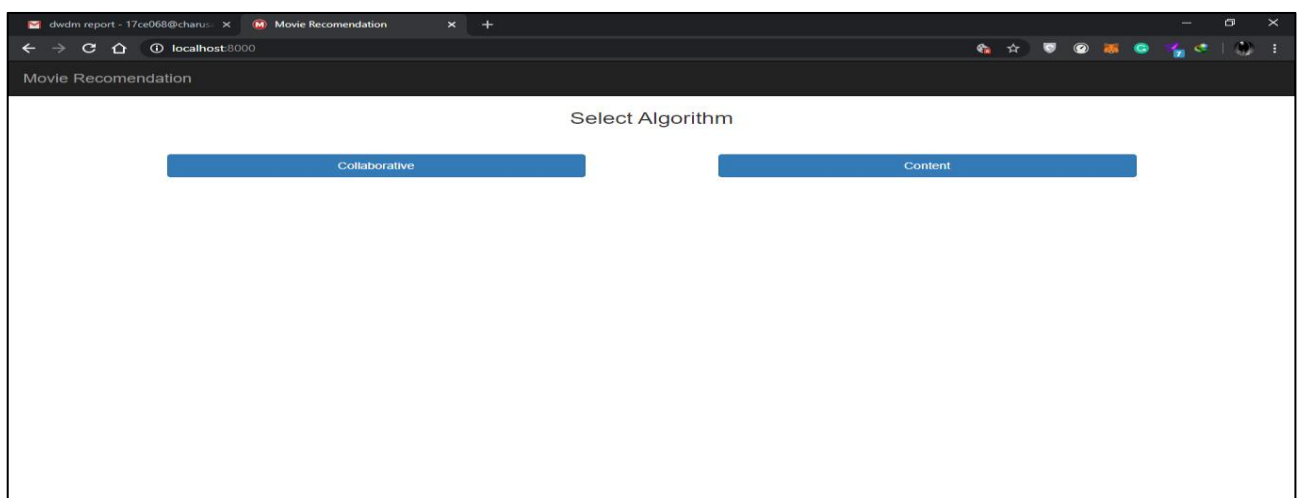 dwdm report - 17ce068@charus
Movie Recomendation
localhost:8000
Movie Recomendation
Select Algorithm
Collaborative
Content